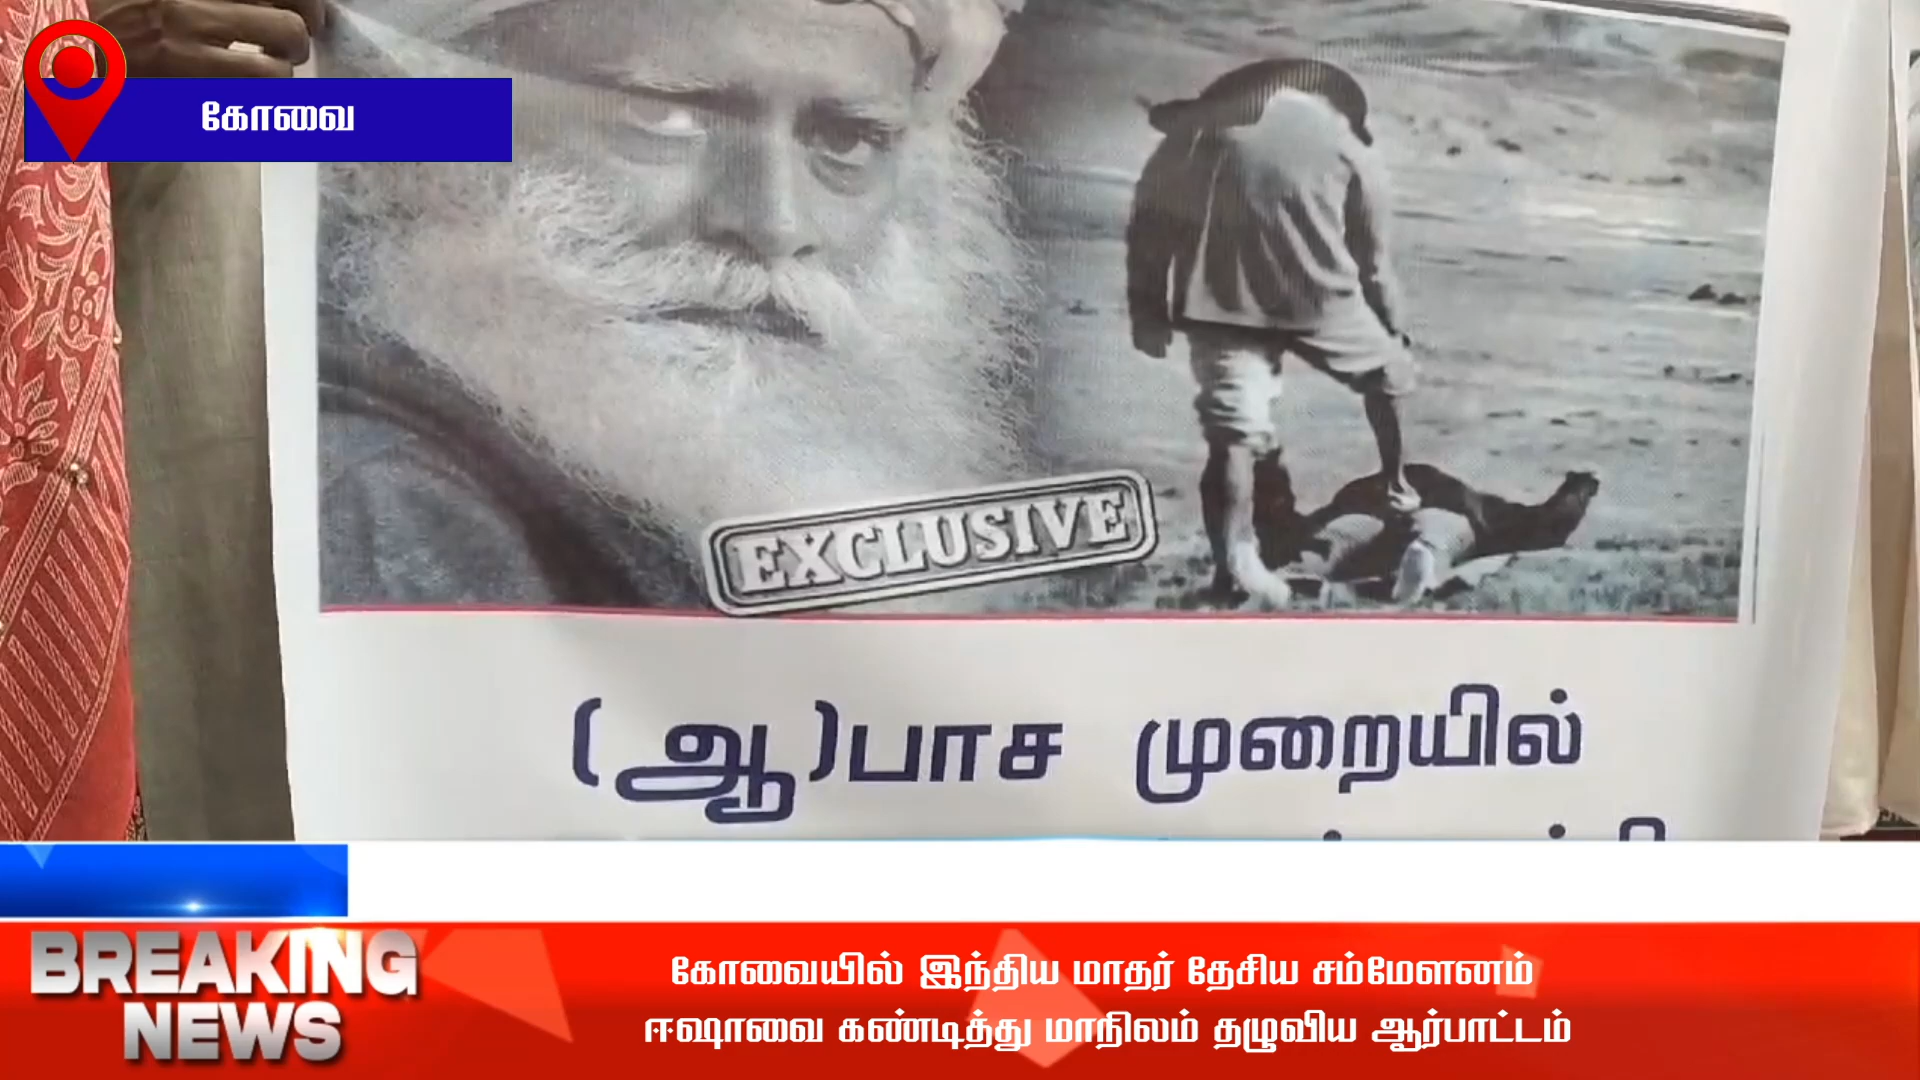 கோவை
EXCLUSIVE
(ஆ)பாச முறையில்
BREAKING
NEWS
கோவையில் இந்திய மாதர் தேசிய சம்மேளனம்
ஈஷாவை கண்டித்து மாநிலம் தழுவிய ஆர்பாட்டம்